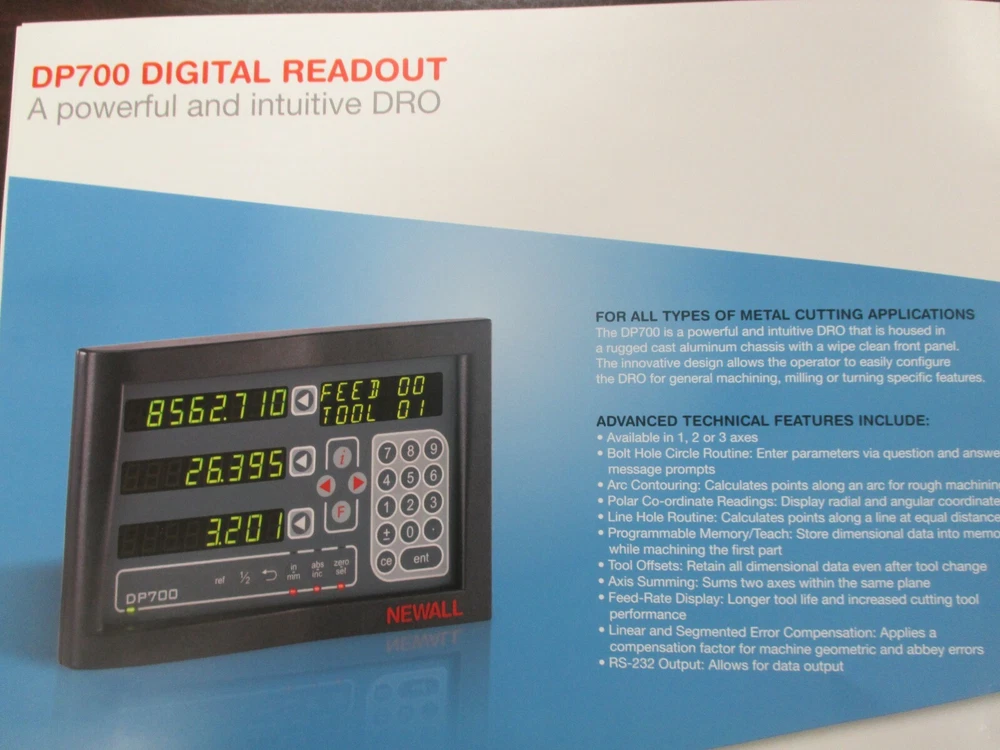 DP700 DIGITAL READOUT
A powerful and intuitive DRO
8562.710
FEED 00
TOOL 01
26.395
3.201
i
F
7 8 9
4 5 6
1 2 3
± 0 .
ce ent
ref ½ in mm abs inc zero set
DP700
NEWALL
FOR ALL TYPES OF METAL CUTTING APPLICATIONS
The DP700 is a powerful and intuitive DRO that is housed in
a rugged cast aluminum chassis with a wipe clean front panel.
The innovative design allows the operator to easily configure
the DRO for general machining, milling or turning specific features.
ADVANCED TECHNICAL FEATURES INCLUDE:
• Available in 1, 2 or 3 axes
• Bolt Hole Circle Routine: Enter parameters via question and answe
message prompts
• Arc Contouring: Calculates points along an arc for rough machining
• Polar Co-ordinate Readings: Display radial and angular coordinate
• Line Hole Routine: Calculates points along a line at equal distance
• Programmable Memory/Teach: Store dimensional data into memo
while machining the first part
• Tool Offsets: Retain all dimensional data even after tool change
• Axis Summing: Sums two axes within the same plane
• Feed-Rate Display: Longer tool life and increased cutting tool
performance
• Linear and Segmented Error Compensation: Applies a
compensation factor for machine geometric and abbey errors
• RS-232 Output: Allows for data output